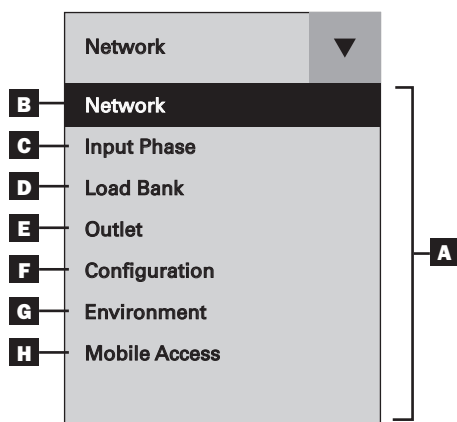 Network
B Network
C Input Phase
D Load Bank
E Outlet
A
F Configuration
G Environment
H Mobile Access